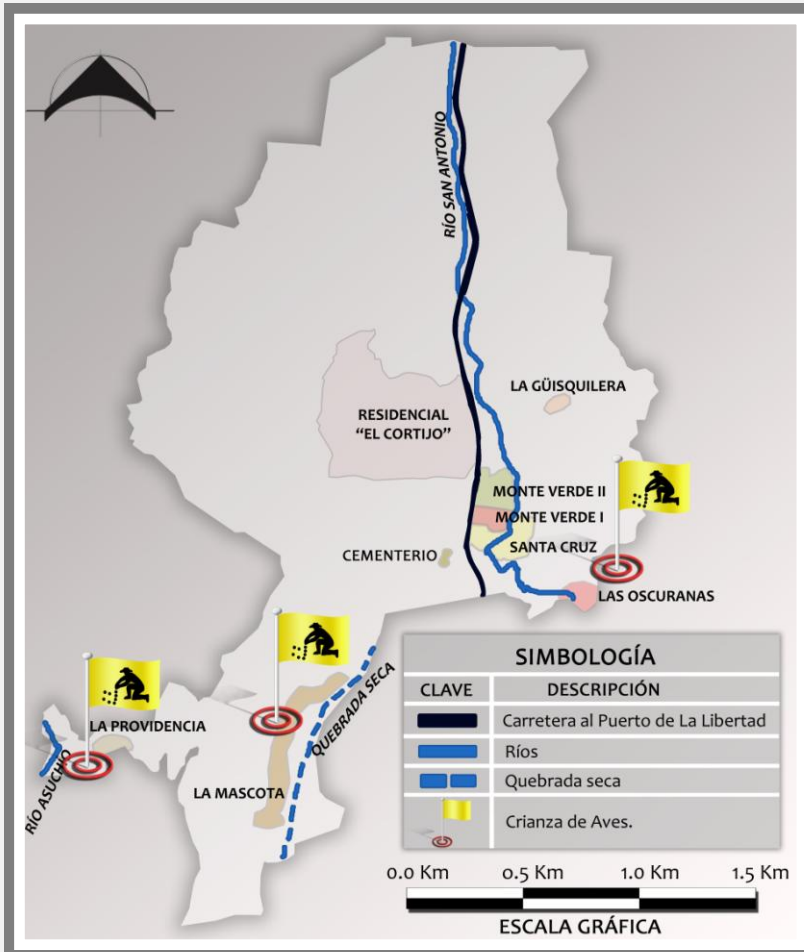 RÍO SAN ANTONIO
LA GÜISQUILERA
RESIDENCIAL
“EL CORTIJO”
MONTE VERDE II
MONTE VERDE I
SANTA CRUZ
CEMENTERIO
LAS OSCURANAS
QUEBRADA SECA
LA PROVIDENCIA
RÍO ASUCHIO
LA MASCOTA
SIMBOLOGÍA
CLAVE DESCRIPCIÓN
Carretera al Puerto de La Libertad
Ríos
Quebrada seca
Crianza de Aves.
0.0 Km 0.5 Km 1.0 Km 1.5 Km
ESCALA GRÁFICA